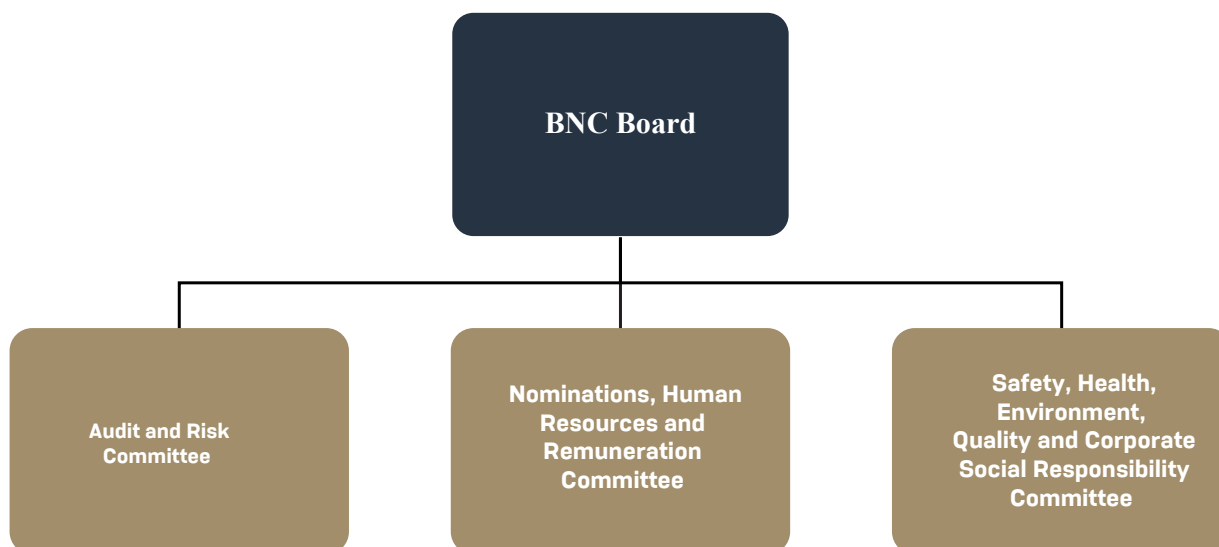 BNC Board
Audit and Risk
Committee
Nominations, Human
Resources and
Remuneration
Committee
Safety, Health,
Environment,
Quality and Corporate
Social Responsibility
Committee